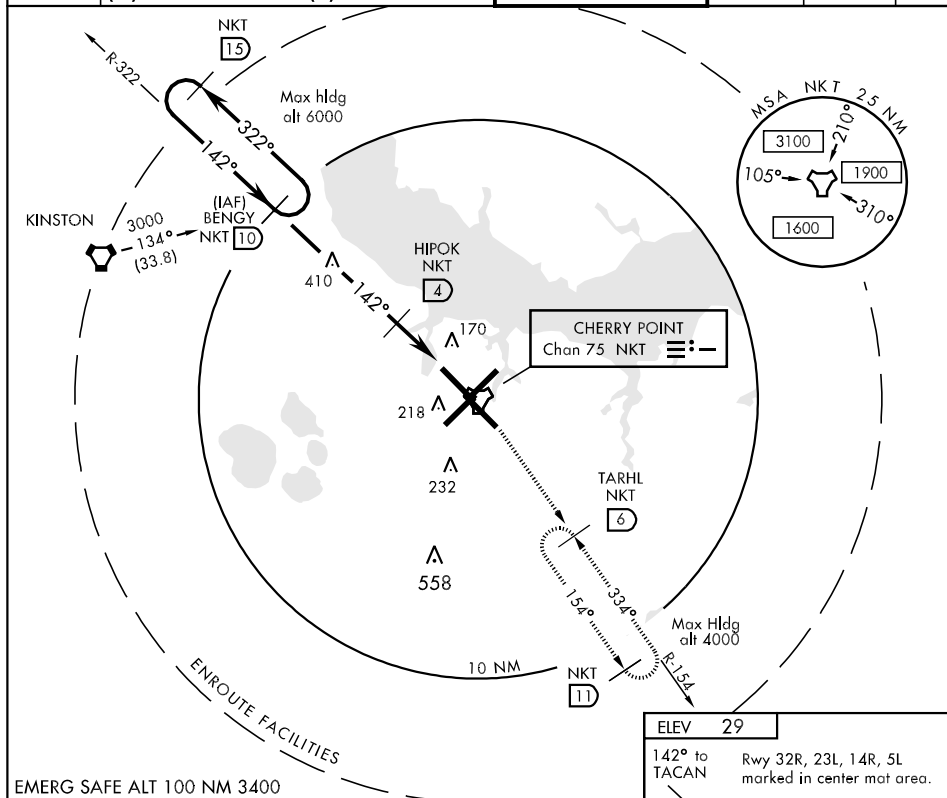 NKT
15
R-322
Max hldg
alt 6000
322°
142°
(IAF)
BENGY
NKT 10
KINSTON
3000
134°
(33.8)
410
142°
HIPOK
NKT
4
170
CHERRY POINT
Chan 75 NKT
218
232
558
TARHL
NKT
6
154°
334°
Max Hldg
alt 4000
R-154
NKT
11
10 NM
ENROUTE FACILITIES
MSA NKT 25 NM
3100
210°
105°
1900
310°
1600
ELEV 29
142° to
TACAN
Rwy 32R, 23L, 14R, 5L
marked in center mat area.
EMERG SAFE ALT 100 NM 3400